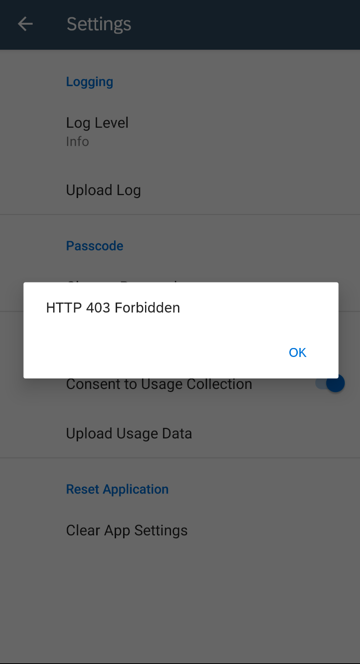 Settings
Logging
Log Level
Info
Upload Log
Passcode
HTTP 403 Forbidden
OK
Consent to Usage Collection
Upload Usage Data
Reset Application
Clear App Settings